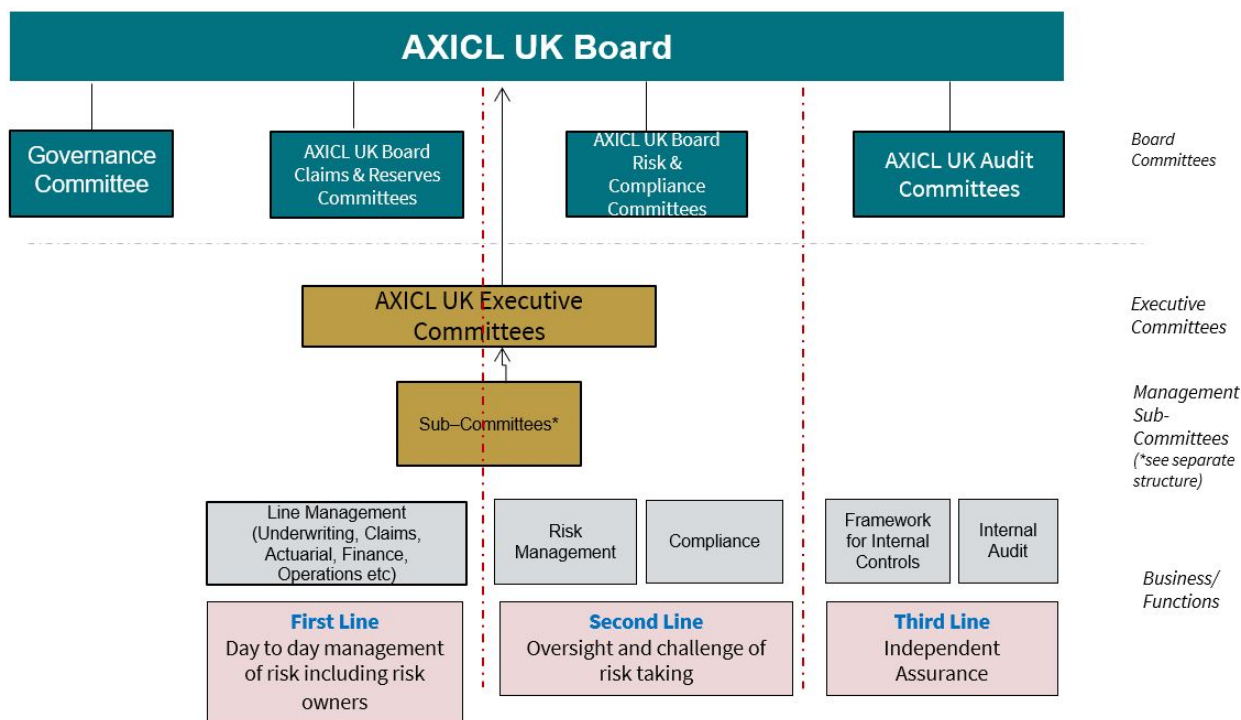 AXICL UK Board
Governance
Committee
AXICL UK Board
Claims & Reserves
Committees
AXICL UK Board
Risk &
Compliance
Committees
AXICL UK Audit
Committees
Board
Committees
AXICL UK Executive
Committees
Executive
Committees
Sub–Committees*
Management
Sub-
Committees
(*see separate
structure)
Line Management
(Underwriting, Claims,
Actuarial, Finance,
Operations etc)
Risk
Management
Compliance
Framework
for Internal
Controls
Internal
Audit
Business/
Functions
First Line
Day to day management
of risk including risk
owners
Second Line
Oversight and challenge of
risk taking
Third Line
Independent
Assurance